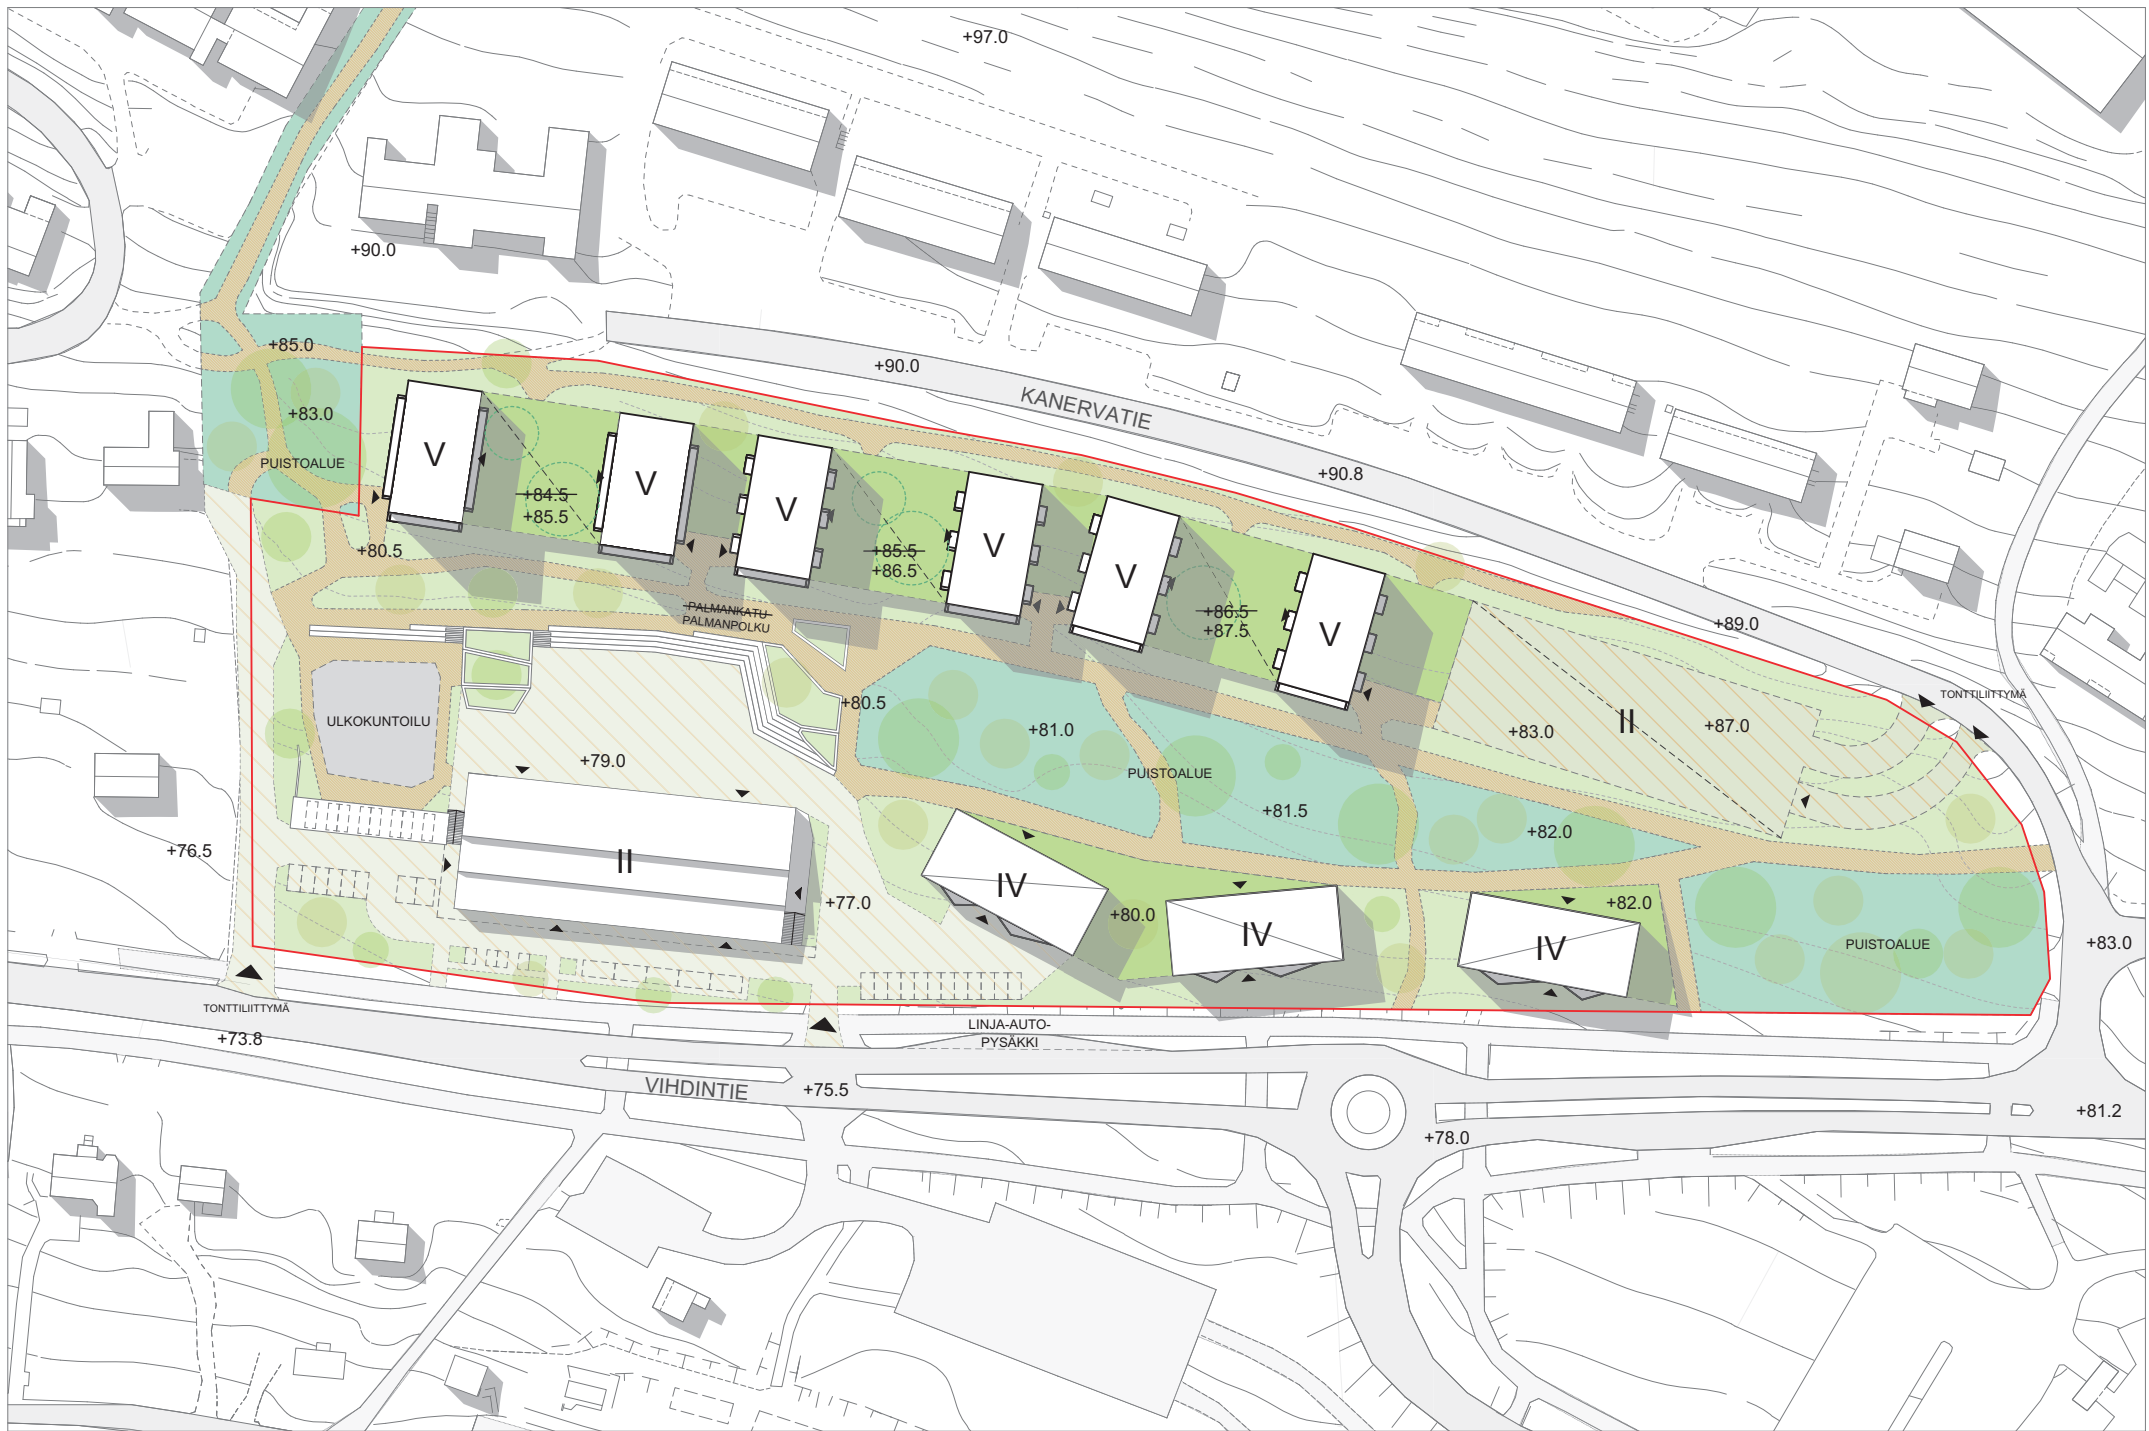 +97.0
+90.0
+85.0
+90.0
KANERVATIE
+83.0
V
PUISTOALUE
V
+90.8
+84.5
+85.5
V
V
+80.5
+85.5
+86.5
V
PALMANKATU
PALMANPOLKU
+86.5
+87.5
V
+89.0
TONTTILIITTYMÄ
+80.5
ULKOKUNTOILU
+81.0
+83.0
II
+87.0
+79.0
PUISTOALUE
+81.5
+82.0
+76.5
II
IV
+77.0
+80.0
+82.0
IV
IV
PUISTOALUE
+83.0
TONTTILIITTYMÄ
LINJA-AUTO-
PYSÄKKI
+73.8
VIHDINTIE
+75.5
+81.2
+78.0